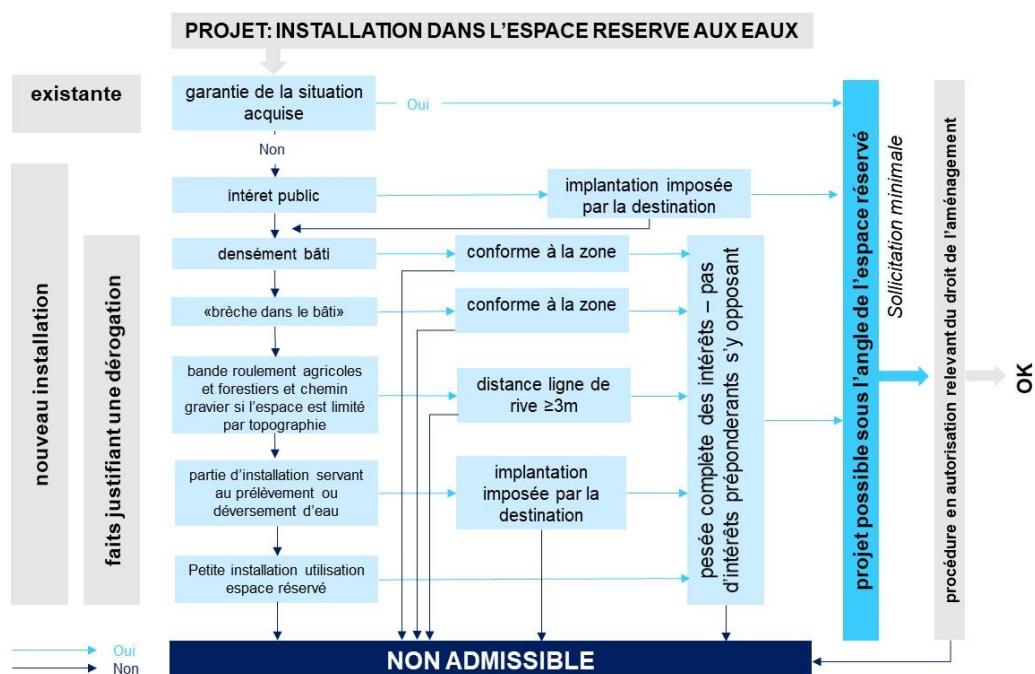 PROJET: INSTALLATION DANS L'ESPACE RESERVE AUX EAUX
existante
garantie de la situation
acquise
Oui
Non
nouveau installation
intéret public
implantation imposée
par la destination
faits justifiant une dérogation
densément bâti
conforme à la zone
«brèche dans le bâti»
conforme à la zone
bande roulement agricoles
et forestiers et chemin
gravier si l'espace est limité
par topographie
distance ligne de
rive ≥3m
partie d'installation servant
au prélèvement ou
déversement d'eau
implantation
imposée par la
destination
Petite installation utilisation
espace réservé
pesée complète des intérêts – pas
d'intérêts prépondérants s'y opposant
projet possible sous l'angle de l'espace réservé
Sollicitation minimale
procédure en autorisation relevant du droit de l'aménagement
OK
Oui
Non
NON ADMISSIBLE